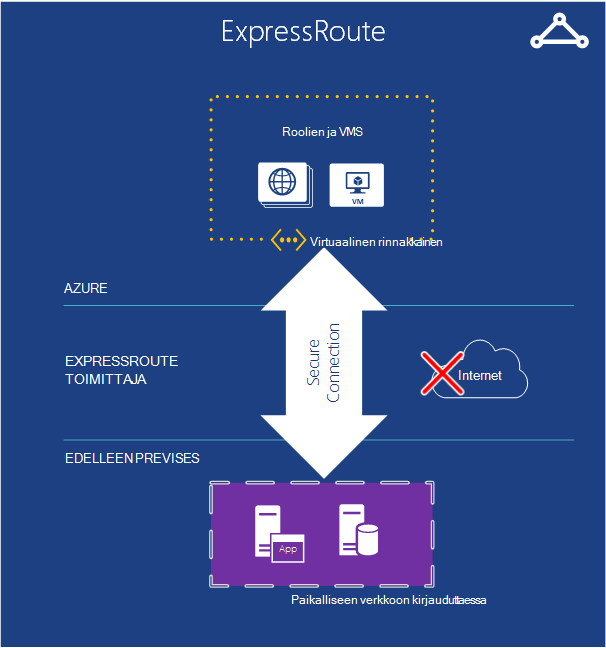 ExpressRoute
Roolien ja VMS
VM
Virtuaalinen rinnakkainen
AZURE
Secure
Connection
EXPRESSROUTE
TOIMITTAJA
Internet
EDELLEEN PREVISES
App
Paikalliseen verkkoon kirjauduttaessa